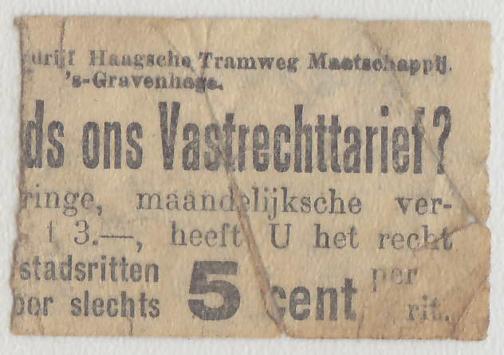 drijf Haagsche Tramweg Maatschappij.
's-Gravenhage.
ds ons Vastrechttarief?
ringe, maandelijksche ver-
f 3.—, heeft U het recht
stadsritten
oor slechts 5 cent per rit.